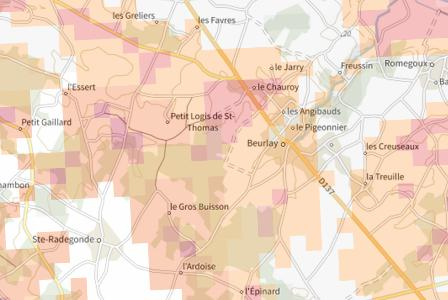 les Greliers
les Favres
20
Romegoux
le Jarry
Freussin
l'Essert
le Chauroy
les Angibauds
Petit Logis de St-
Thomas
Petit Gaillard
le Pigeonnier
Beurlay
les Creuseaux
la Treuille
D137
le Gros Buisson
Ste-Radegonde
l'Ardoise
l'Épinard